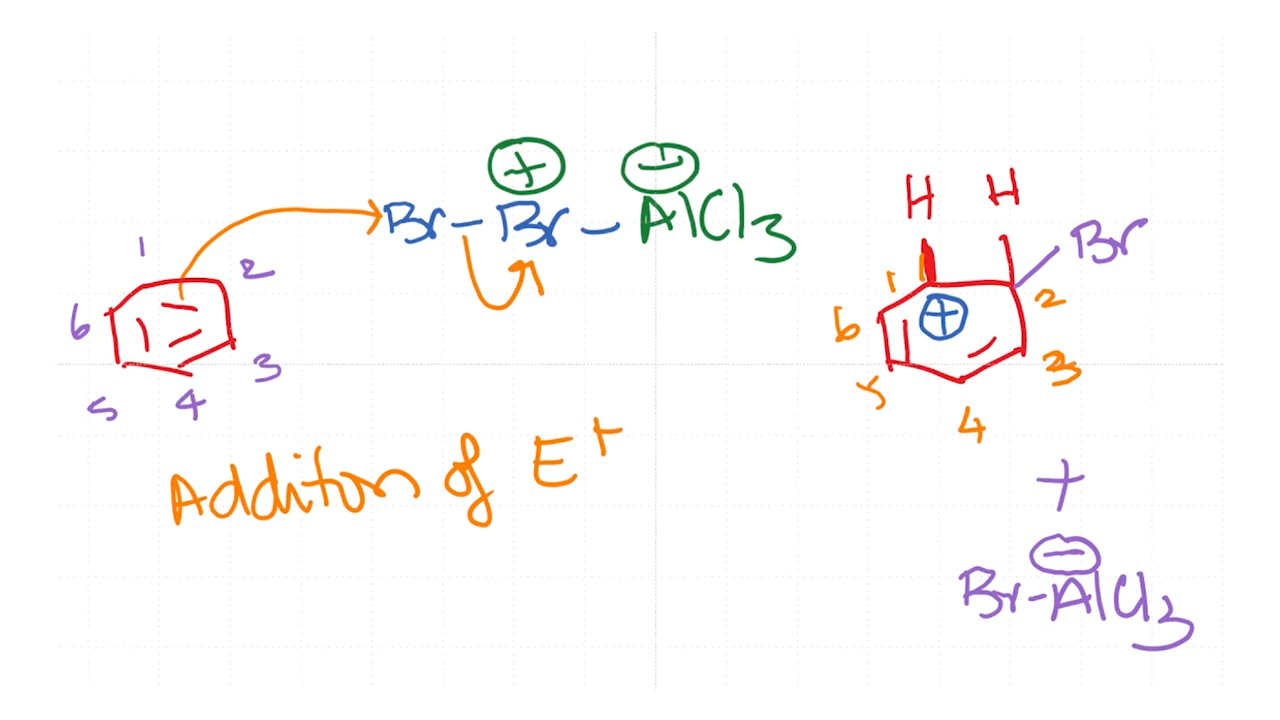 Br - Br - AlCl3
+ −
1 2 3 4 5 6
H H
Br
1 2 3 4 5 6
+
Additon of E+
+
−
Br-AlCl3